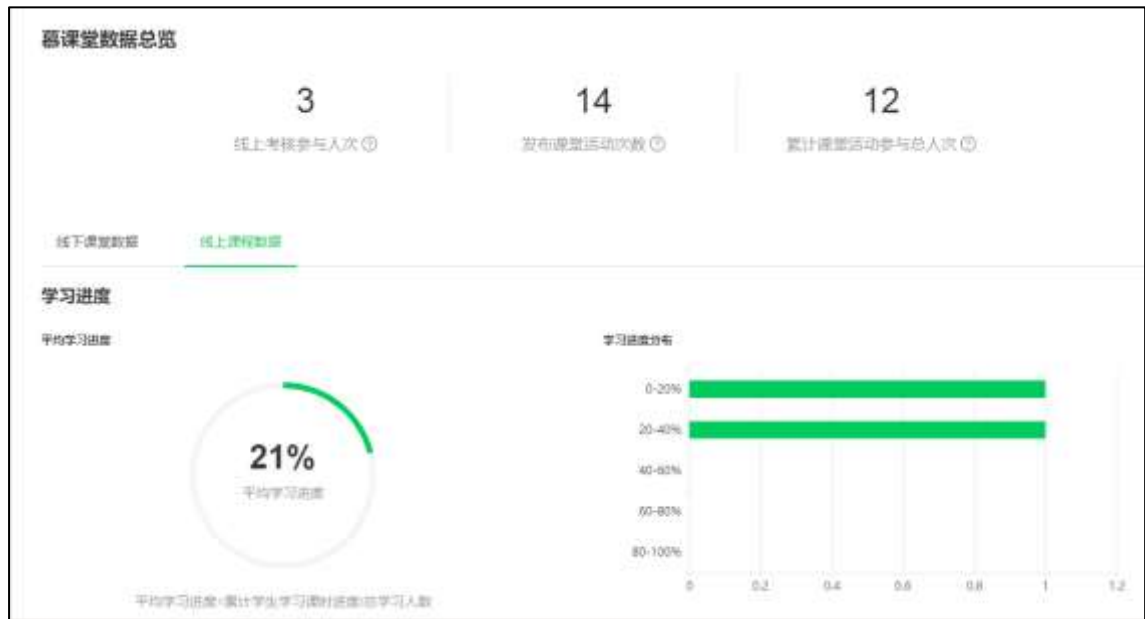 慕课堂数据总览
3
14
12
线上考核参与人次
发布课堂活动次数
累计课堂活动参与总人次
线下课堂数据
线上课程数据
学习进度
平均学习进度
学习进度分布
21%
平均学习进度
平均学习进度=累计学生学习课时进度/总学习人数
0-20%
20-40%
40-60%
60-80%
80-100%
0
0.2
0.4
0.6
0.8
1
1.2